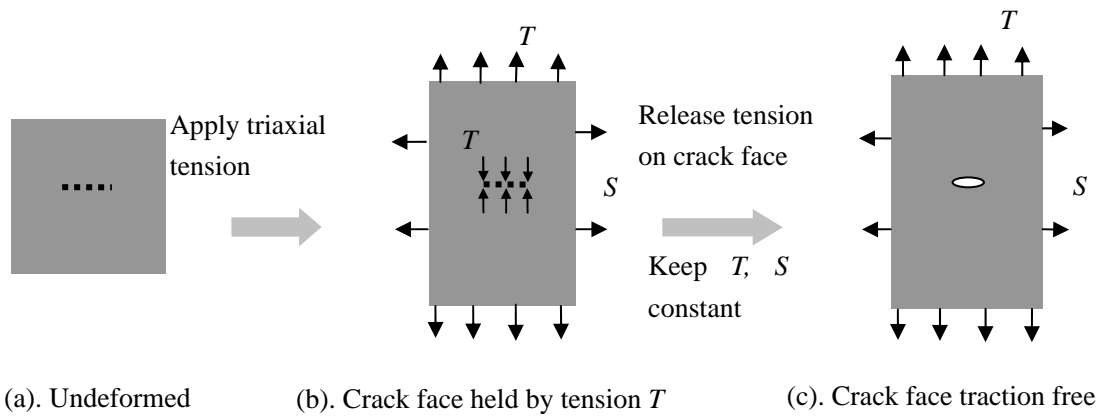 Apply triaxial
tension
T
T
S
Release tension
on crack face
Keep T, S
constant
T
S
(a). Undeformed
(b). Crack face held by tension T
(c). Crack face traction free